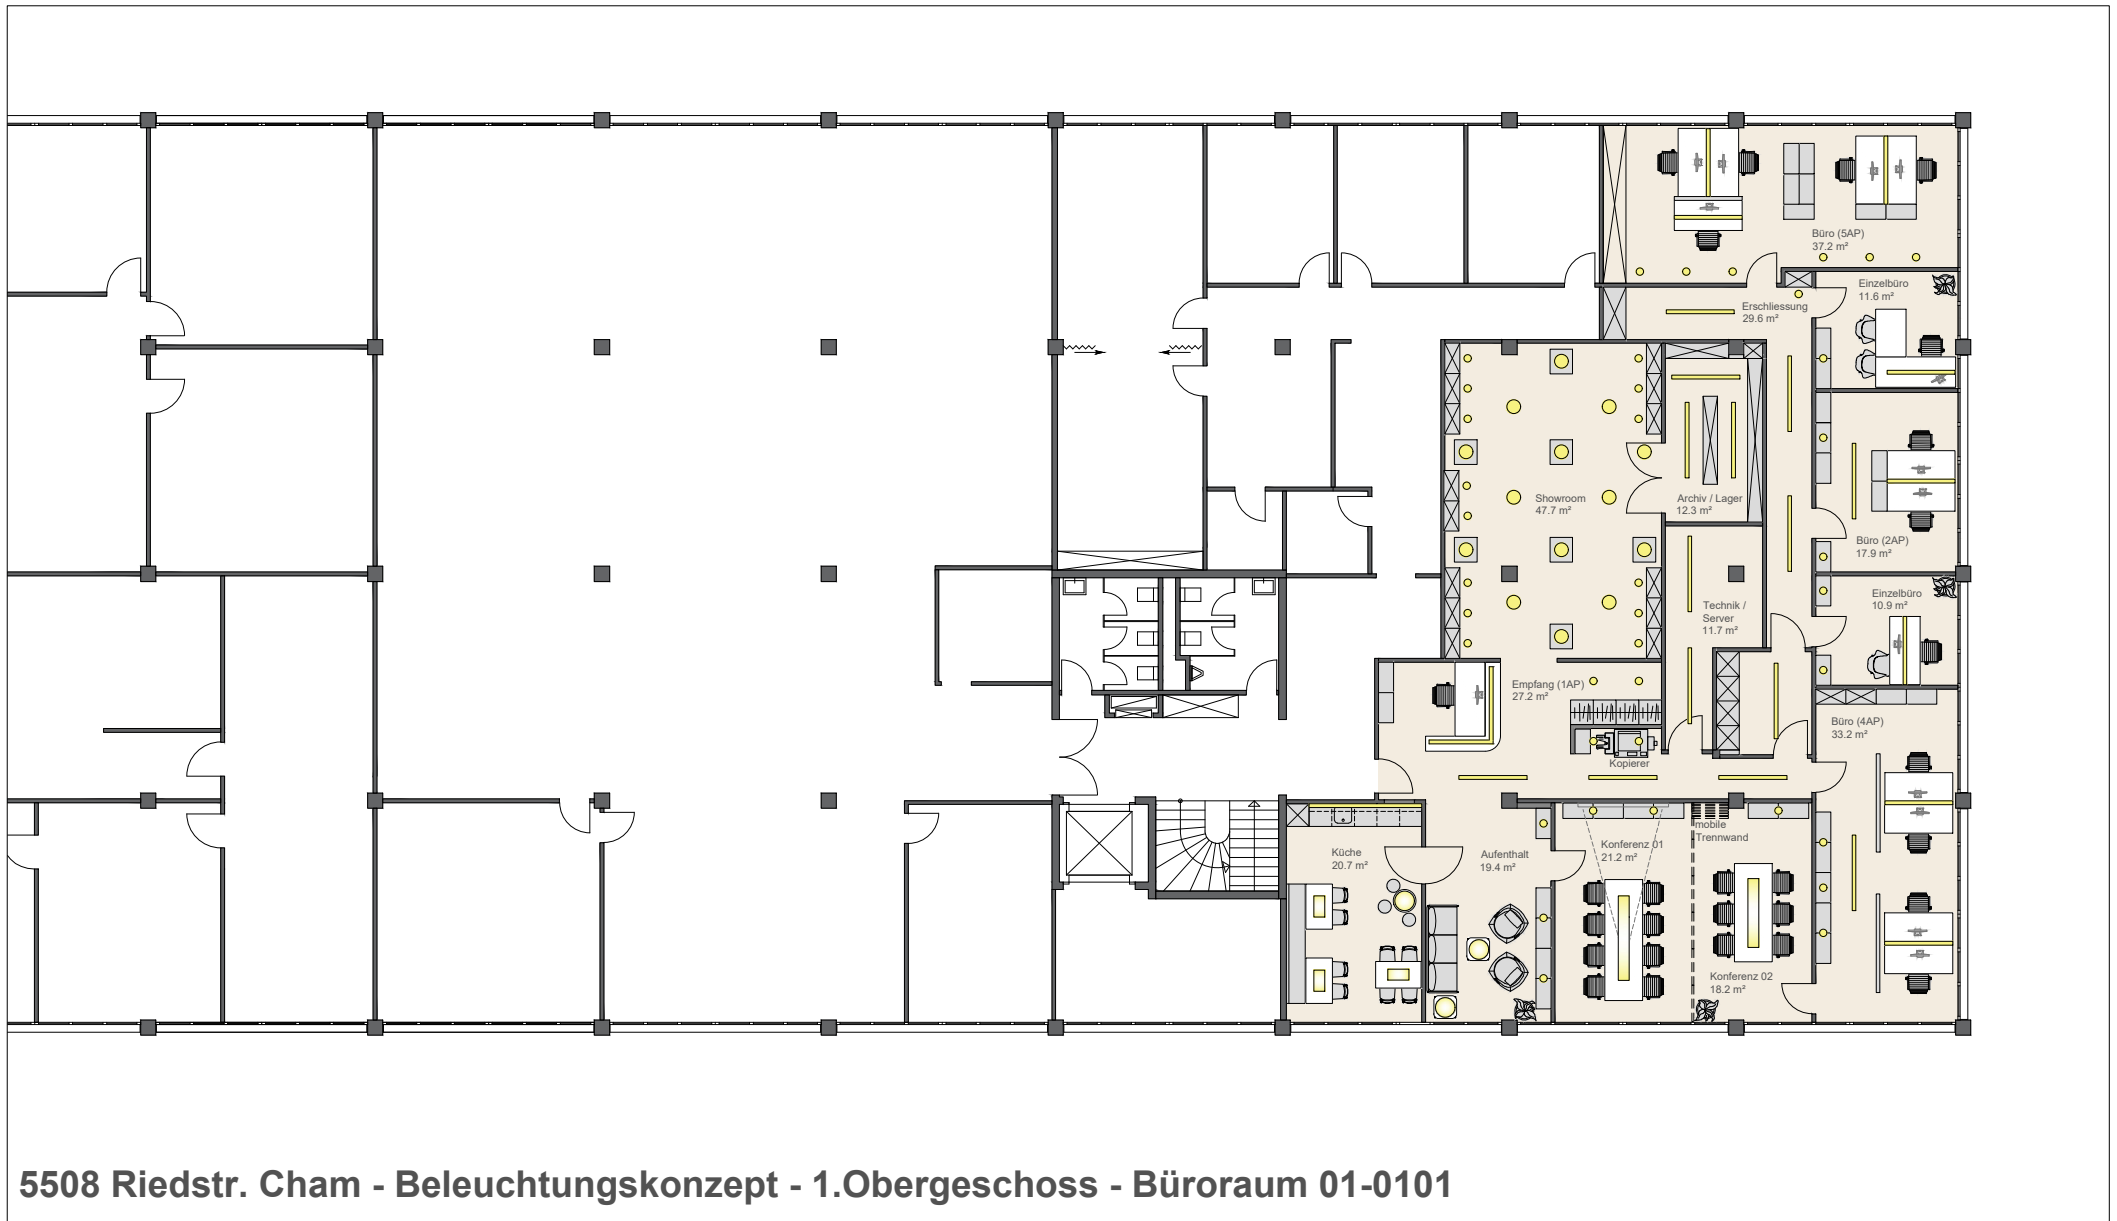 Büro (5AP)
37.2 m²
Einzelbüro
11.6 m²
Erschliessung
29.6 m²
Showroom
47.7 m²
Archiv / Lager
12.3 m²
Büro (2AP)
17.9 m²
Einzelbüro
10.9 m²
Technik /
Server
11.7 m²
Empfang (1AP)
27.2 m²
Büro (4AP)
33.2 m²
Kopierer
mobile
Trennwand
Küche
20.7 m²
Aufenthalt
19.4 m²
Konferenz 01
21.2 m²
Konferenz 02
18.2 m²
5508 Riedstr. Cham - Beleuchtungskonzept - 1.Obergeschoss - Büroraum 01-0101